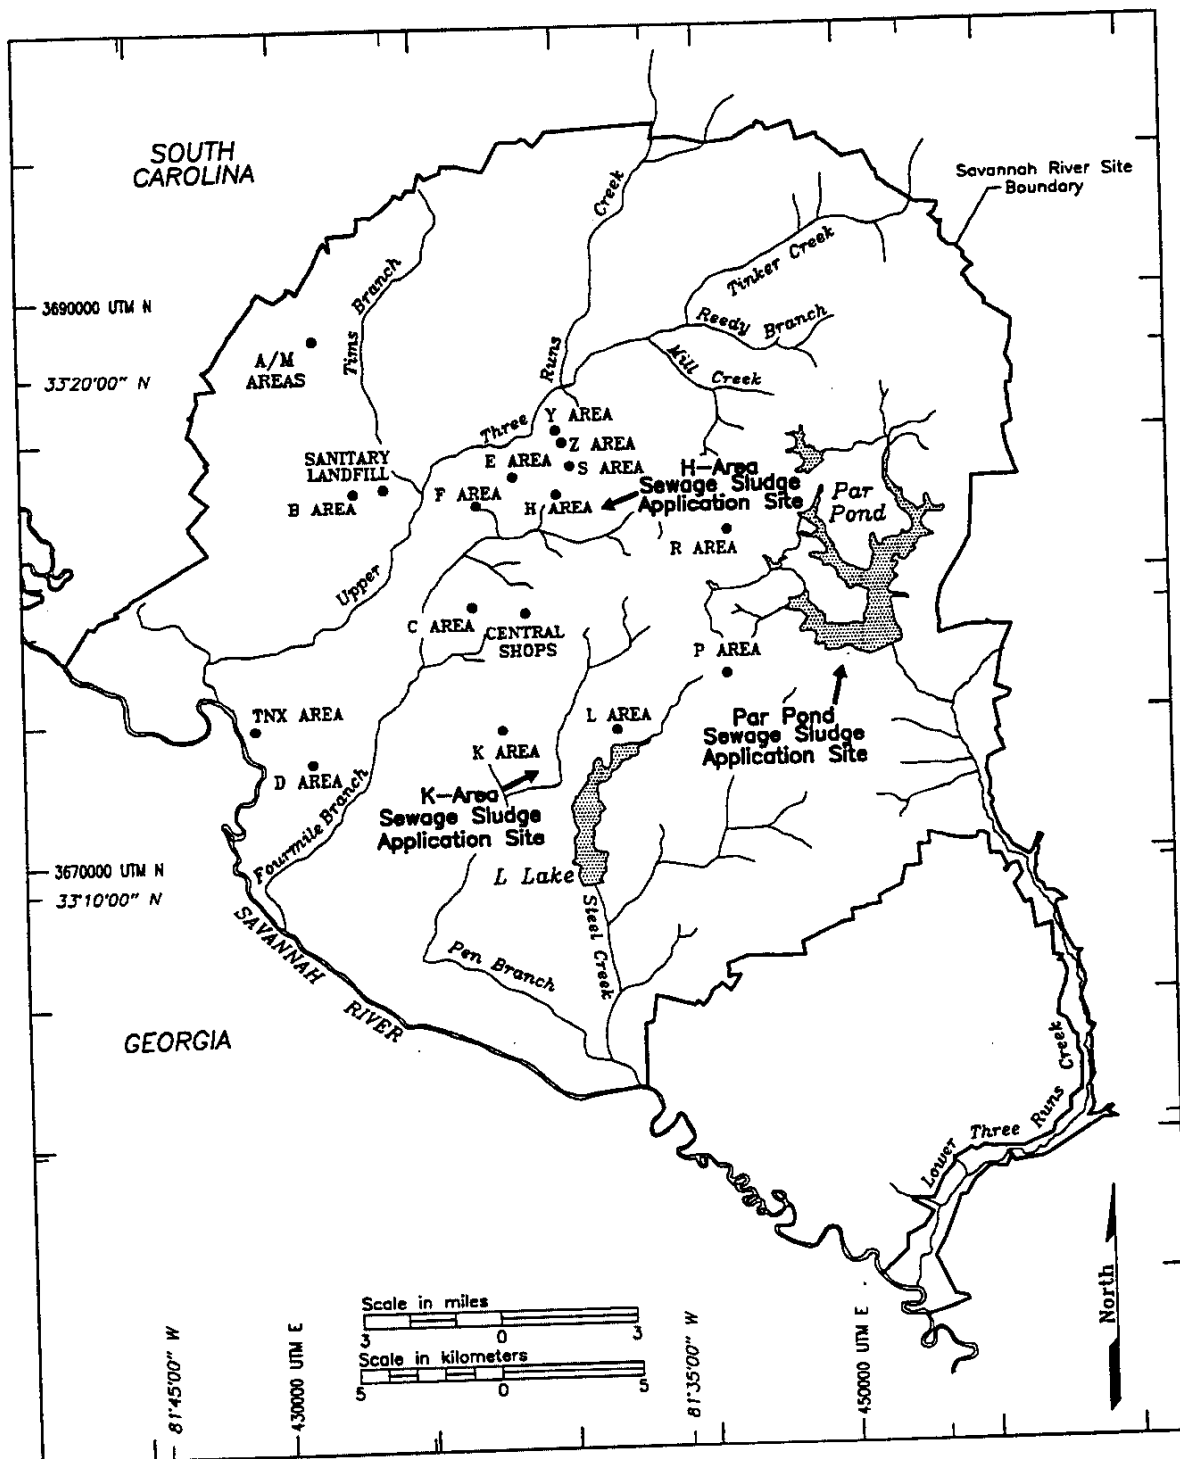 SOUTH
CAROLINA
Savannah River Site
Boundary
Creek
Tinker Creek
Tims Branch
3690000 UTM N
Reedy Branch
A/M
AREAS
Runs
Mill Creek
33°20'00" N
Three
Y AREA
Z AREA
SANITARY
LANDFILL
E AREA
S AREA
H-Area
Sewage Sludge
Application Site
Par
Pond
B AREA
F AREA
H AREA
R AREA
Upper
C AREA
CENTRAL
SHOPS
P AREA
TNX AREA
L AREA
Par Pond
Sewage Sludge
Application Site
K AREA
D AREA
K-Area
Sewage Sludge
Application Site
Fourmile Branch
3670000 UTM N
L Lake
33°10'00" N
Steel Creek
SAVANNAH RIVER
Pen Branch
GEORGIA
Lower Three Runs Creek
North
Scale in miles
3 0 3
Scale in kilometers
5 0 5
81°45'00" W
430000 UTM E
81°35'00" W
450000 UTM E